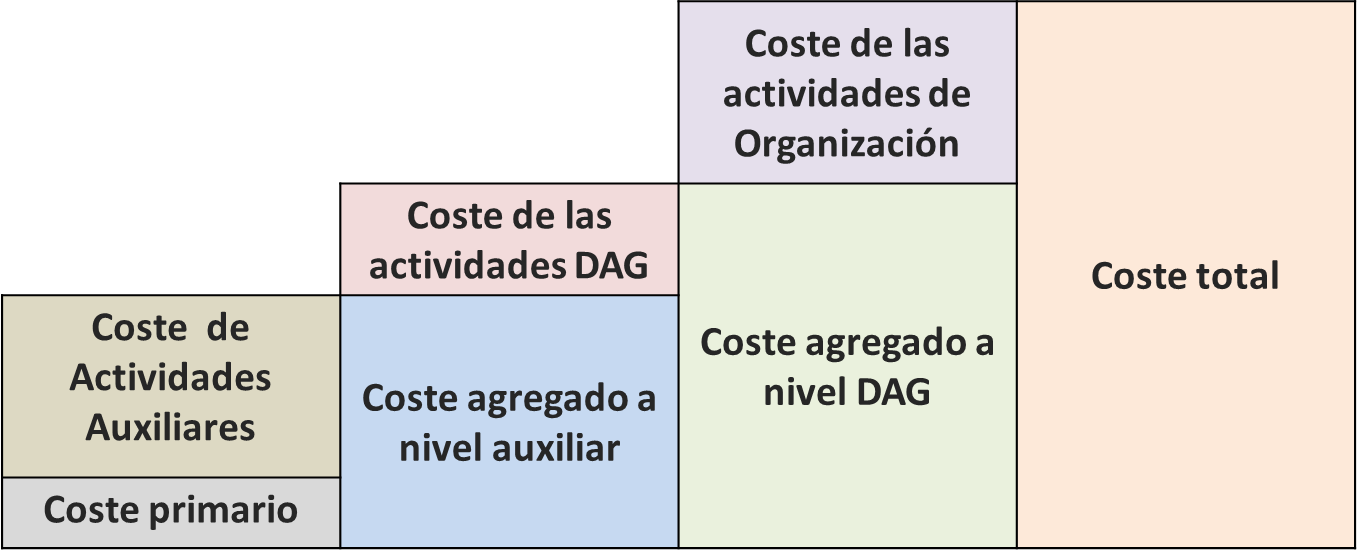 Coste de las
actividades de
Organización
Coste total
Coste de las
actividades DAG
Coste agregado a
nivel DAG
Coste  de
Actividades
Auxiliares
Coste agregado a
nivel auxiliar
Coste primario